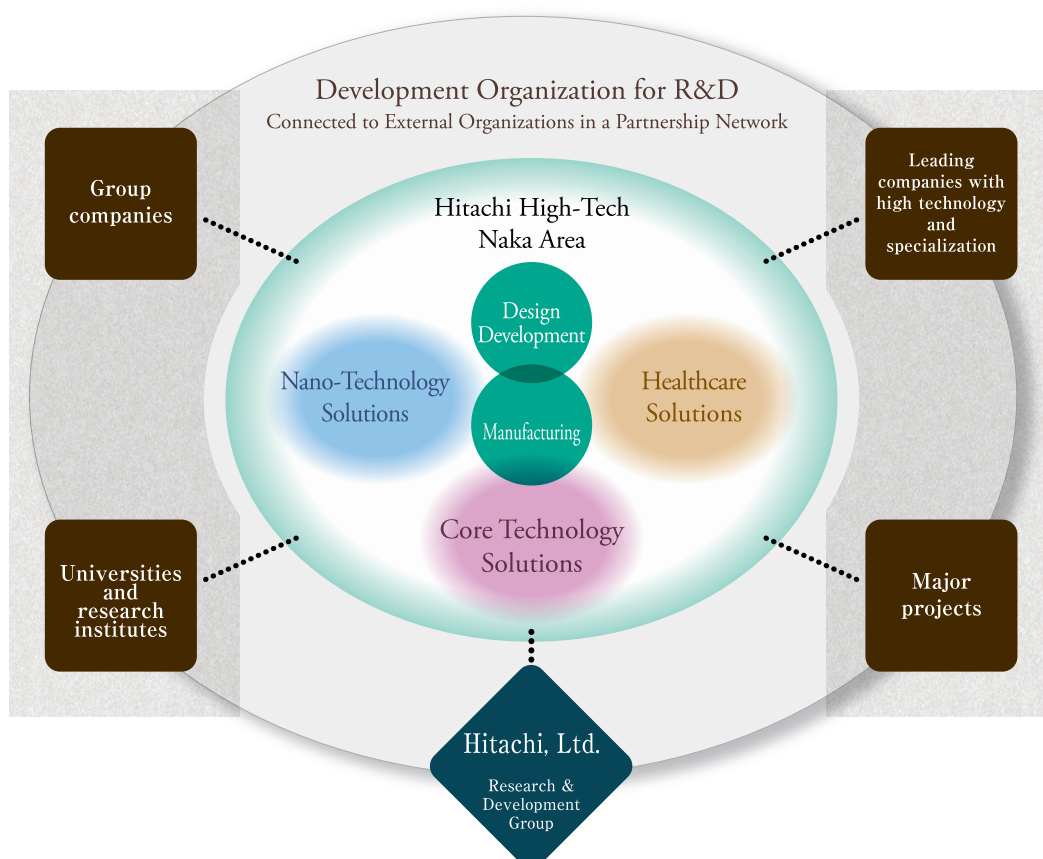 Development Organization for R&D
Connected to External Organizations in a Partnership Network
Group
companies
Leading
companies with
high technology
and
specialization
Hitachi High-Tech
Naka Area
Design
Development
Nano-Technology
Solutions
Manufacturing
Healthcare
Solutions
Core Technology
Solutions
Universities
and
research
institutes
Major
projects
Hitachi, Ltd.
Research &
Development
Group